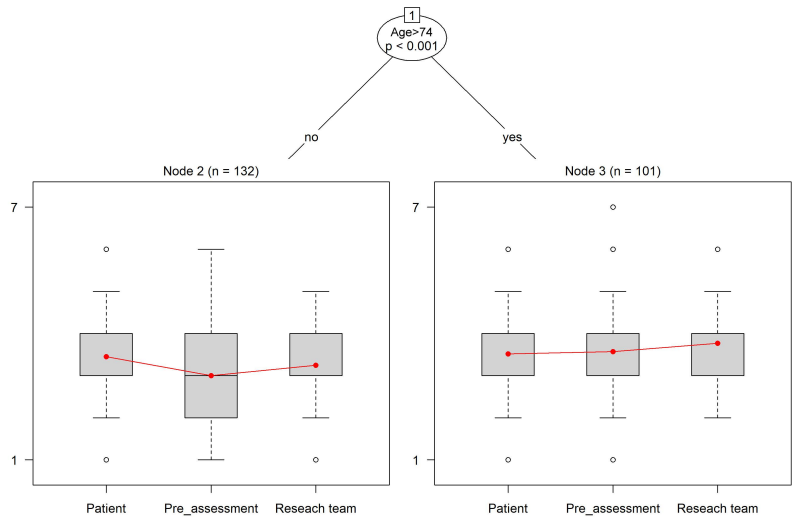 1
Age>74
p < 0.001
no
yes
Node 2 (n = 132)
Node 3 (n = 101)
7
1
7
1
Patient
Pre_assessment
Reseach team
Patient
Pre_assessment
Reseach team